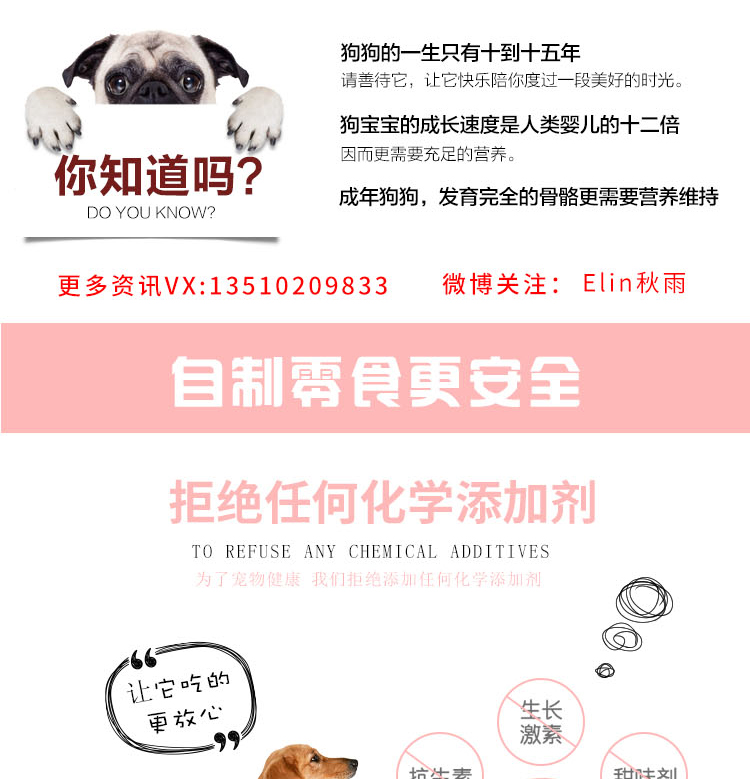 狗狗的一生只有十到十五年
请善待它，让它快乐陪你度过一段美好的时光。
狗宝宝的成长速度是人类婴儿的十二倍
因而更需要充足的营养。
成年狗狗，发育完全的骨骼更需要营养维持
你知道吗?
DO YOU KNOW?
更多资讯VX:13510209833
微博关注： Elin秋雨
自制零食更安全
拒绝任何化学添加剂
TO REFUSE ANY CHEMICAL ADDITIVES
为了宠物健康 我们拒绝添加任何化学添加剂
“让它吃的
更放心”
生长
激素
抗生素
甜味剂